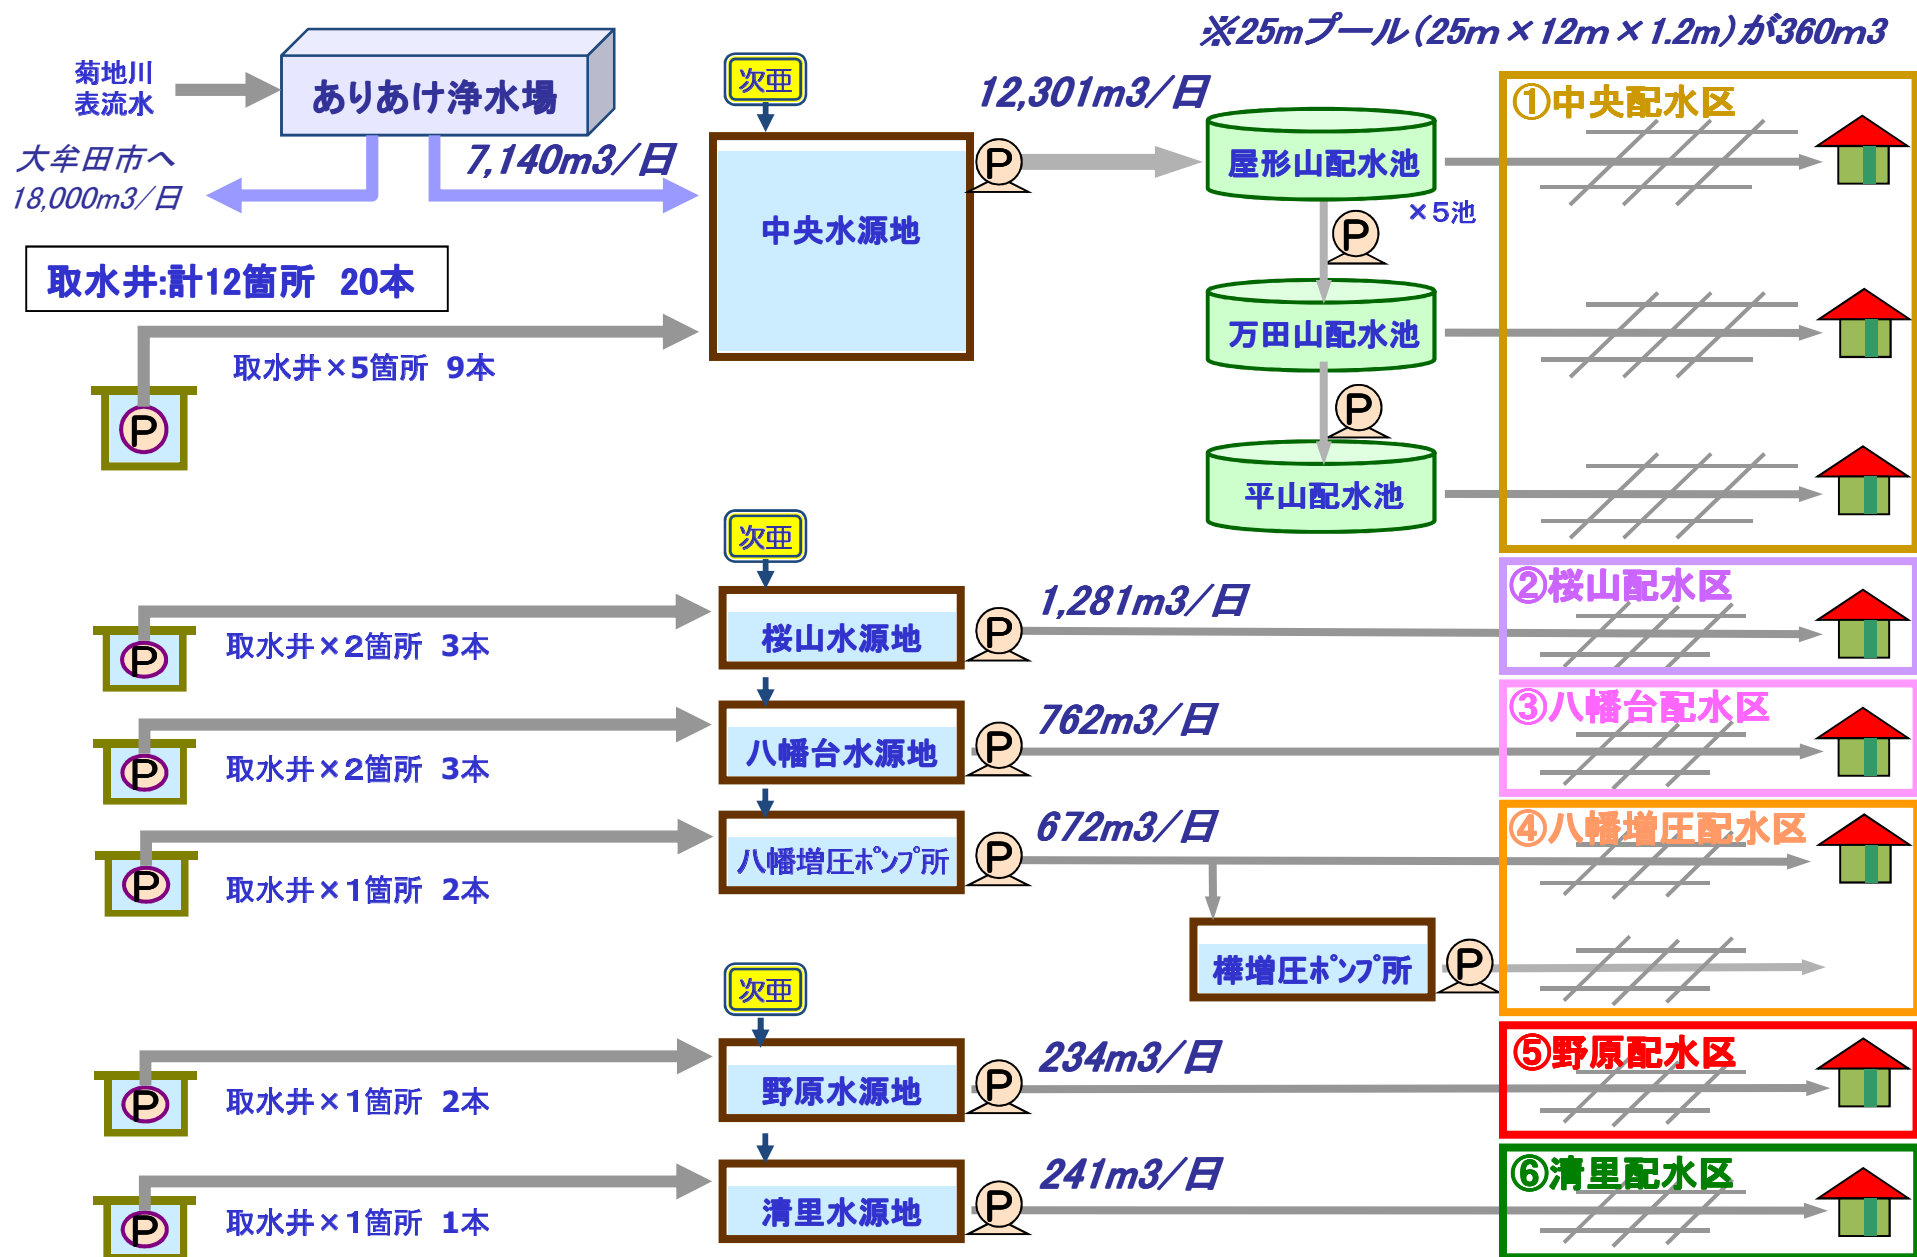 ※25mプール（25m×12m×1.2m）が360m3
菊地川
表流水
ありあけ浄水場
次亜
12,301m3/日
①中央配水区
大牟田市へ
18,000m3/日
7,140m3/日
屋形山配水池
×5池
P
P
中央水源地
取水井:計12箇所 20本
万田山配水池
取水井×5箇所 9本
P
P
平山配水池
次亜
1,281m3/日
②桜山配水区
P
取水井×2箇所 3本
桜山水源地
P
762m3/日
③八幡台配水区
P
取水井×2箇所 3本
八幡台水源地
P
672m3/日
④八幡増圧配水区
P
取水井×1箇所 2本
八幡増圧ﾎﾟﾝﾌﾟ所
P
樺増圧ﾎﾟﾝﾌﾟ所
P
次亜
234m3/日
⑤野原配水区
P
取水井×1箇所 2本
野原水源地
P
241m3/日
⑥清里配水区
P
取水井×1箇所 1本
清里水源地
P